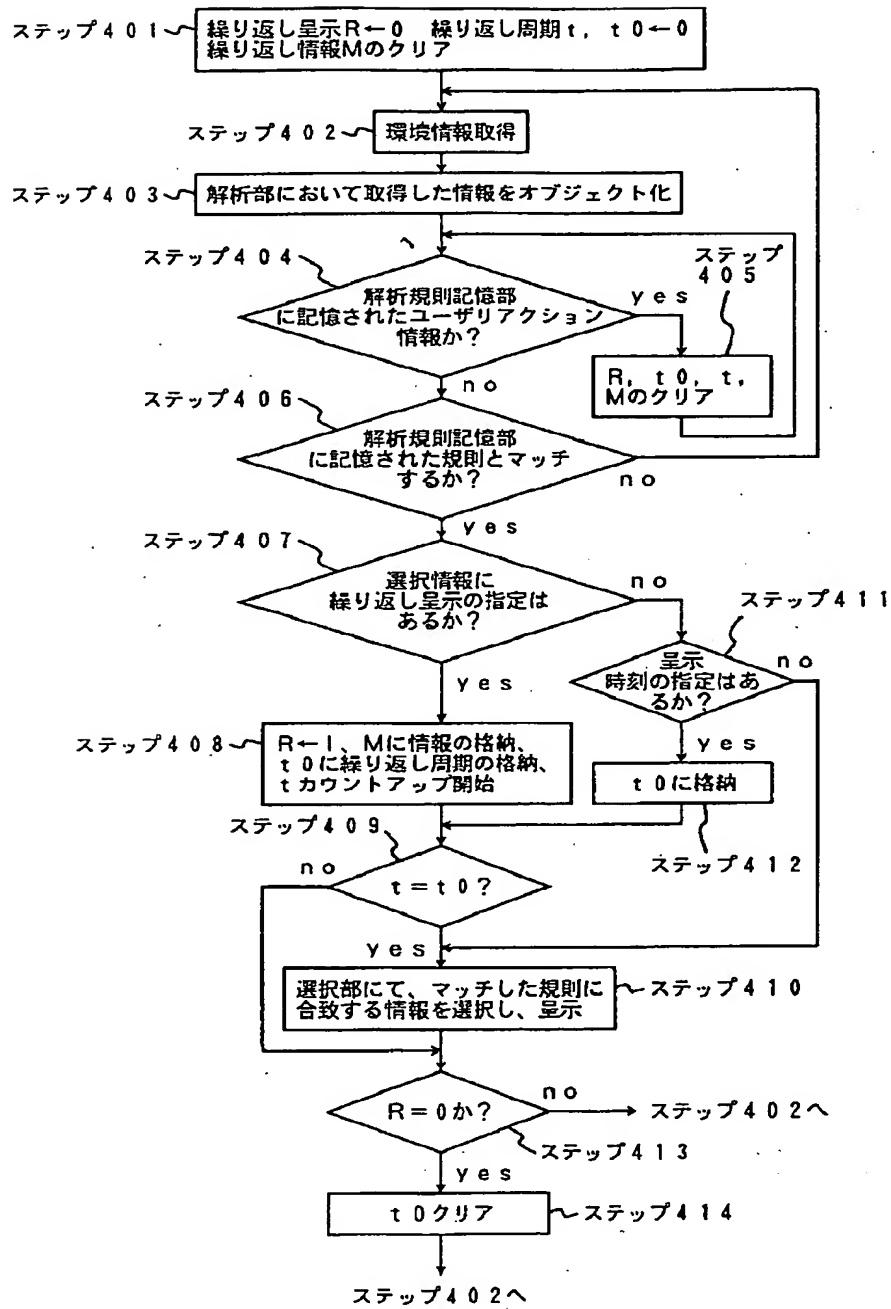 ステップ401
繰り返し呈示R←0 繰り返し周期t, t0←0
繰り返し情報Mのクリア
ステップ402
環境情報取得
ステップ403
解析部において取得した情報をオブジェクト化
ステップ404
解析規則記憶部
に記憶されたユーザリアクション
情報か?
yes
ステップ
405
R, t0, t,
Mのクリア
no
ステップ406
解析規則記憶部
に記憶された規則とマッチ
するか?
no
yes
ステップ407
選択情報に
繰り返し呈示の指定は
あるか?
no
ステップ411
呈示
時刻の指定はあ
るか?
no
yes
yes
ステップ408
R←1、Mに情報の格納、
t0に繰り返し周期の格納、
tカウントアップ開始
t0に格納
ステップ412
ステップ409
no
t=t0?
yes
選択部にて、マッチした規則に
合致する情報を選択し、呈示
ステップ410
R=0か?
no
ステップ402へ
ステップ413
yes
t0クリア
ステップ414
ステップ402へ